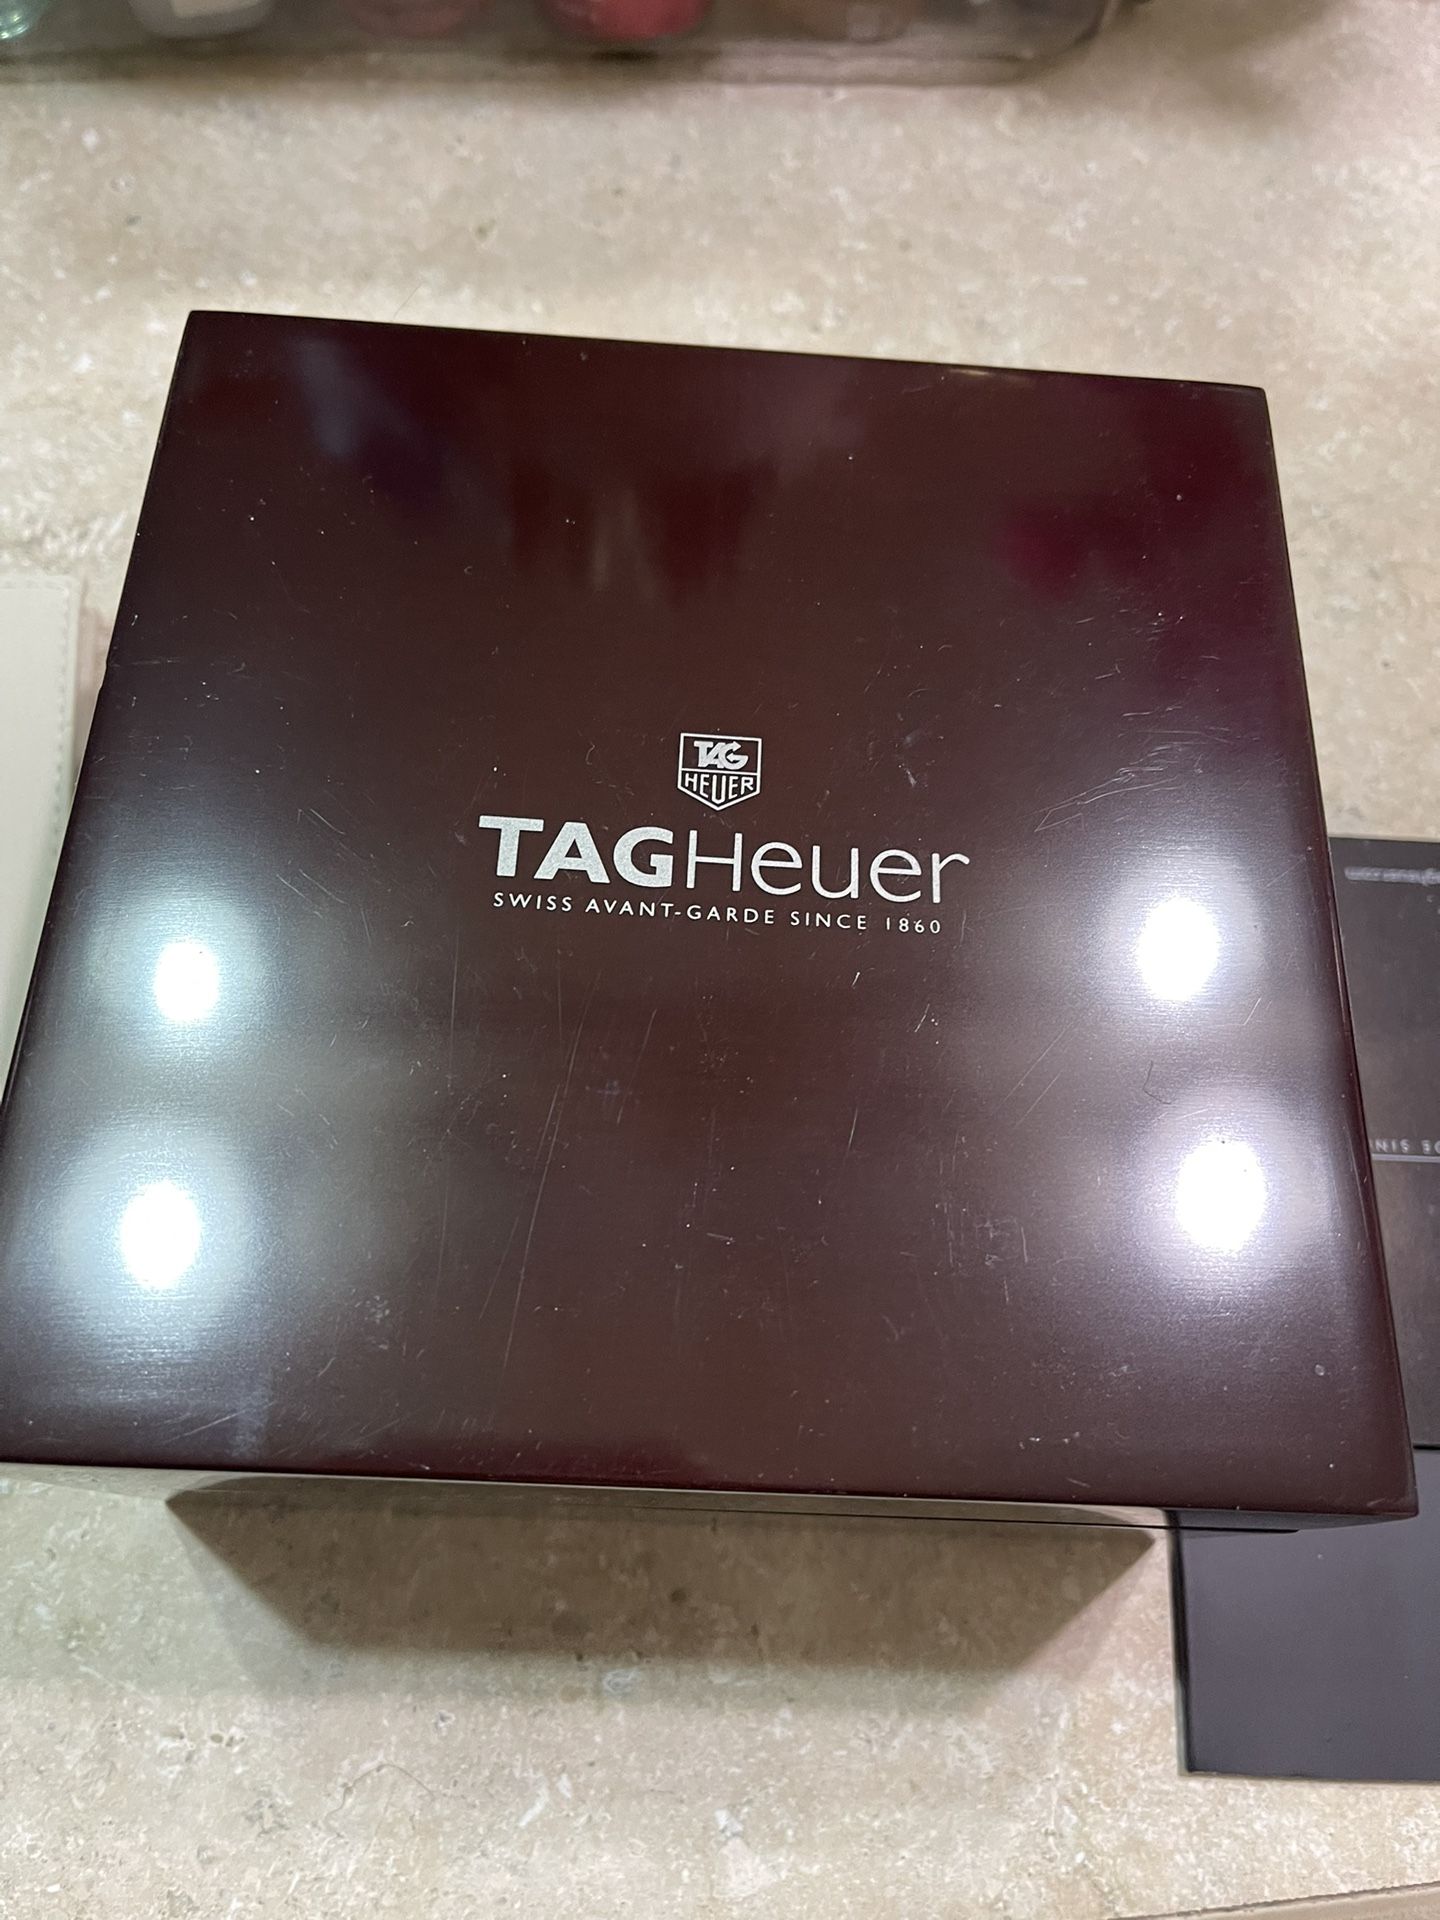 TAG
HEUER
TAGHeuer
SWISS AVANT-GARDE SINCE 1860